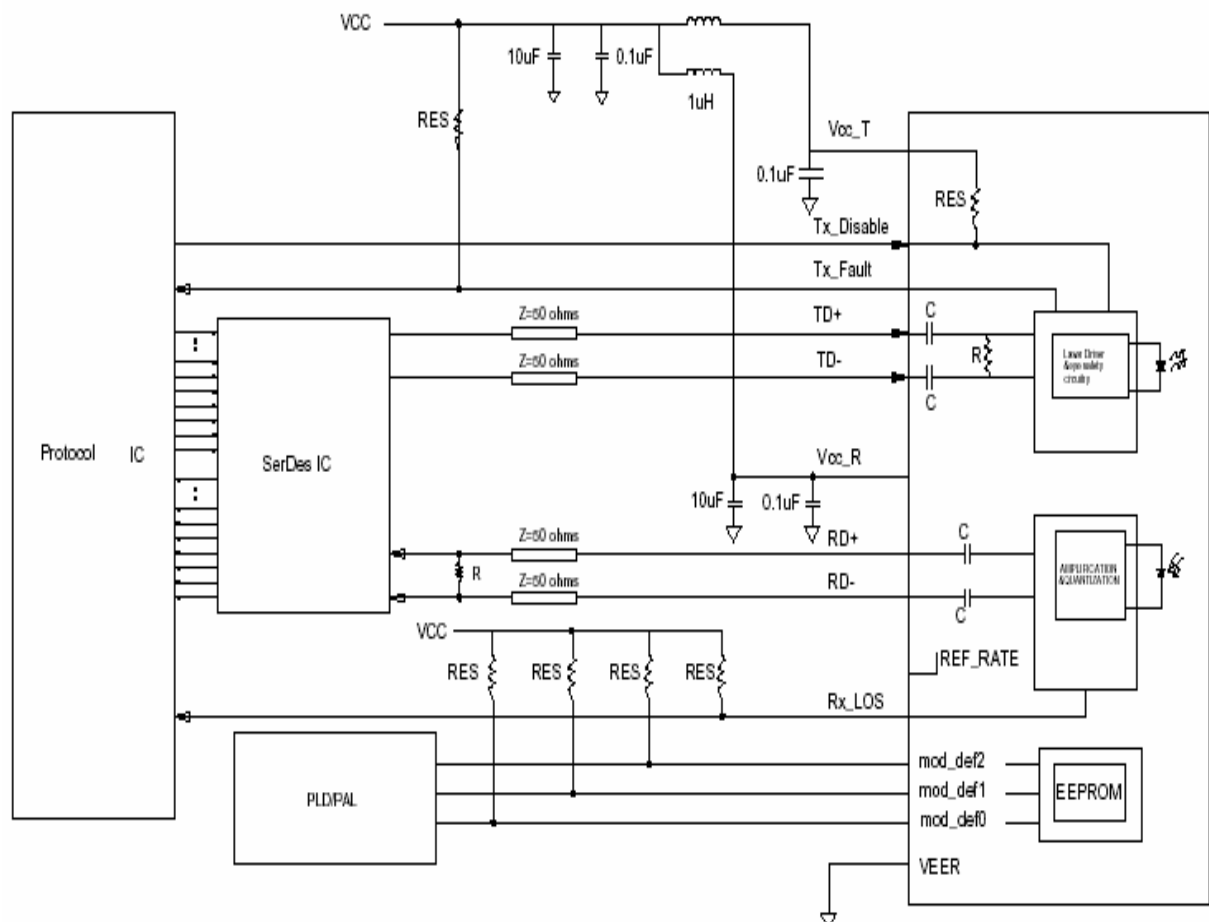 VCC
10uF
0.1uF
1uH
RES
Vcc_T
0.1uF
RES
Tx_Disable
Tx_Fault
Z=50 ohms
TD+
C
Z=50 ohms
TD-
R
C
Driver
circuitry
Protocol IC
SerDes IC
Vcc_R
10uF
0.1uF
Z=50 ohms
RD+
C
R
Z=50 ohms
RD-
C
AMPLIFICATION
&QUANTIZATION
VCC
RES
RES
RES
RES
REF_RATE
Rx_LOS
PLD/PAL
mod_def2
mod_def1
mod_def0
EEPROM
VEER